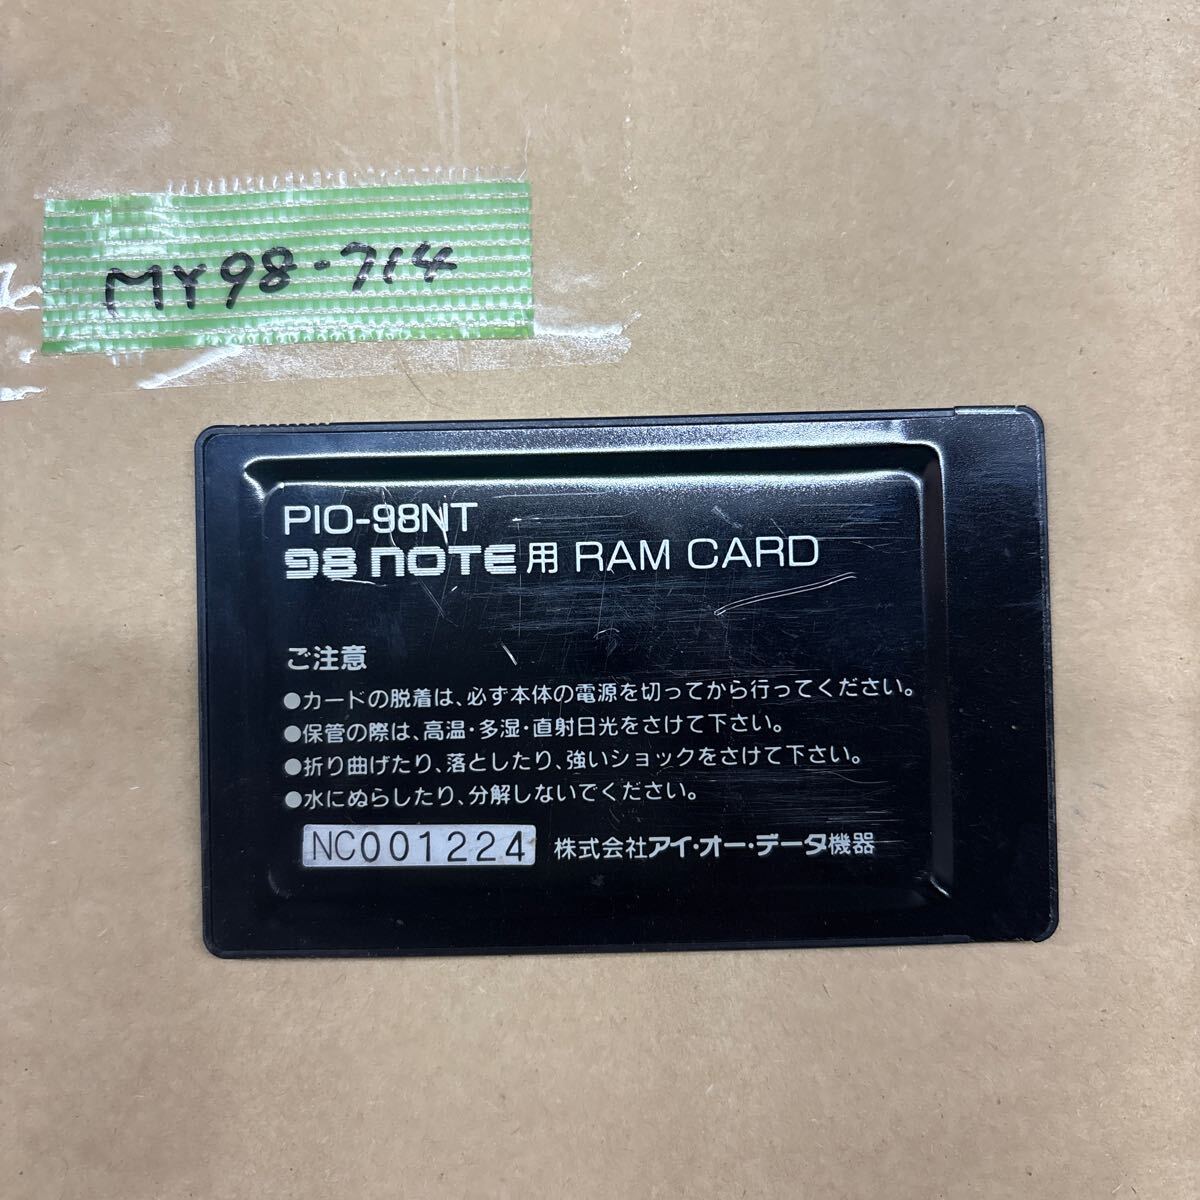 MY98-714
PIO-98NT
98 NOTE用 RAM CARD
ご注意
●カードの脱着は、必ず本体の電源を切ってから行ってください。
●保管の際は、高温・多湿・直射日光をさけて下さい。
●折り曲げたり、落としたり、強いショックをさけて下さい。
●水にぬらしたり、分解しないでください。
NC001224 株式会社アイ・オー・データ機器